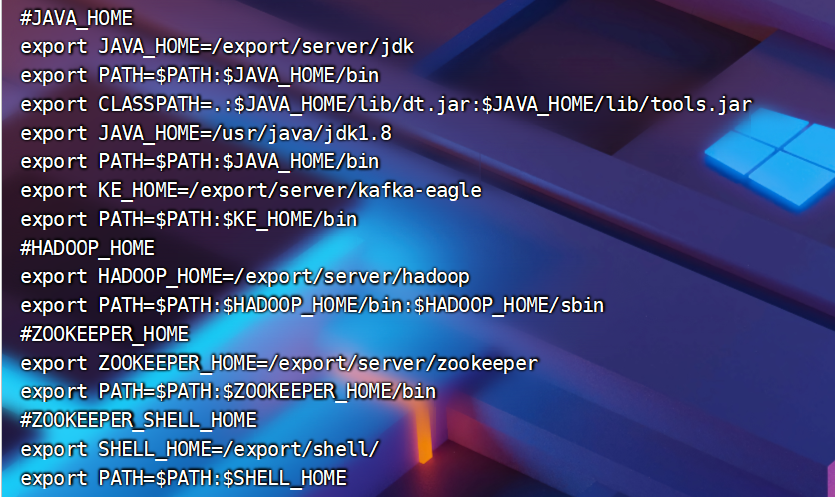 #JAVA_HOME
export JAVA_HOME=/export/server/jdk
export PATH=$PATH:$JAVA_HOME/bin
export CLASSPATH=.:$JAVA_HOME/lib/dt.jar:$JAVA_HOME/lib/tools.jar
export JAVA_HOME=/usr/java/jdk1.8
export PATH=$PATH:$JAVA_HOME/bin
export KE_HOME=/export/server/kafka-eagle
export PATH=$PATH:$KE_HOME/bin
#HADOOP_HOME
export HADOOP_HOME=/export/server/hadoop
export PATH=$PATH:$HADOOP_HOME/bin:$HADOOP_HOME/sbin
#ZOOKEEPER_HOME
export ZOOKEEPER_HOME=/export/server/zookeeper
export PATH=$PATH:$ZOOKEEPER_HOME/bin
#ZOOKEEPER_SHELL_HOME
export SHELL_HOME=/export/shell/
export PATH=$PATH:$SHELL_HOME